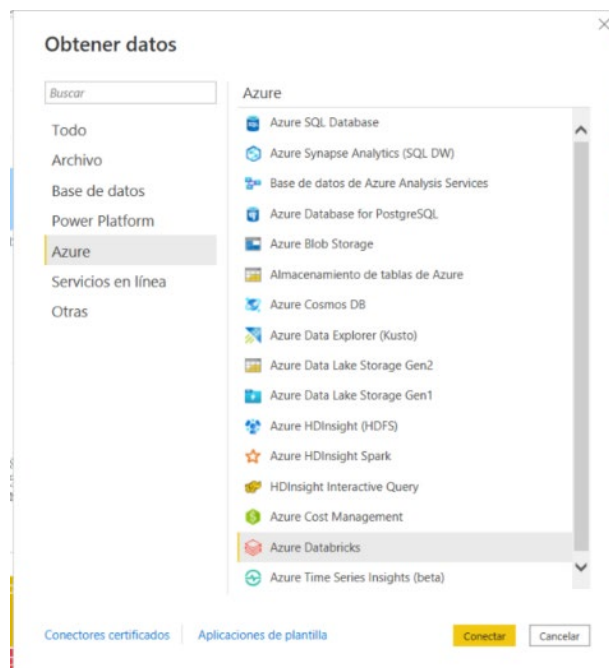 Obtener datos
Buscar
Todo
Archivo
Base de datos
Power Platform
Azure
Servicios en línea
Otras
Azure
Azure SQL Database
Azure Synapse Analytics (SQL DW)
Base de datos de Azure Analysis Services
Azure Database for PostgreSQL
Azure Blob Storage
Almacenamiento de tablas de Azure
Azure Cosmos DB
Azure Data Explorer (Kusto)
Azure Data Lake Storage Gen2
Azure Data Lake Storage Gen1
Azure HDInsight (HDFS)
Azure HDInsight Spark
HDInsight Interactive Query
Azure Cost Management
Azure Databricks
Azure Time Series Insights (beta)
Conectores certificados Aplicaciones de plantilla Conectar Cancelar